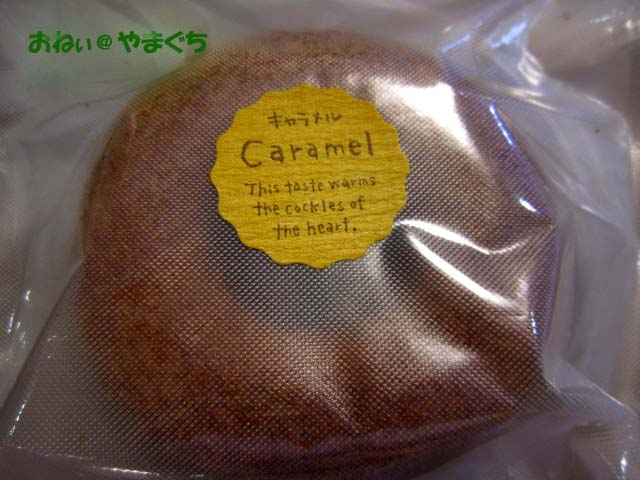 おねぃ@やまぐち
キャラメル
Caramel
This taste warms
the cockles of
the heart.